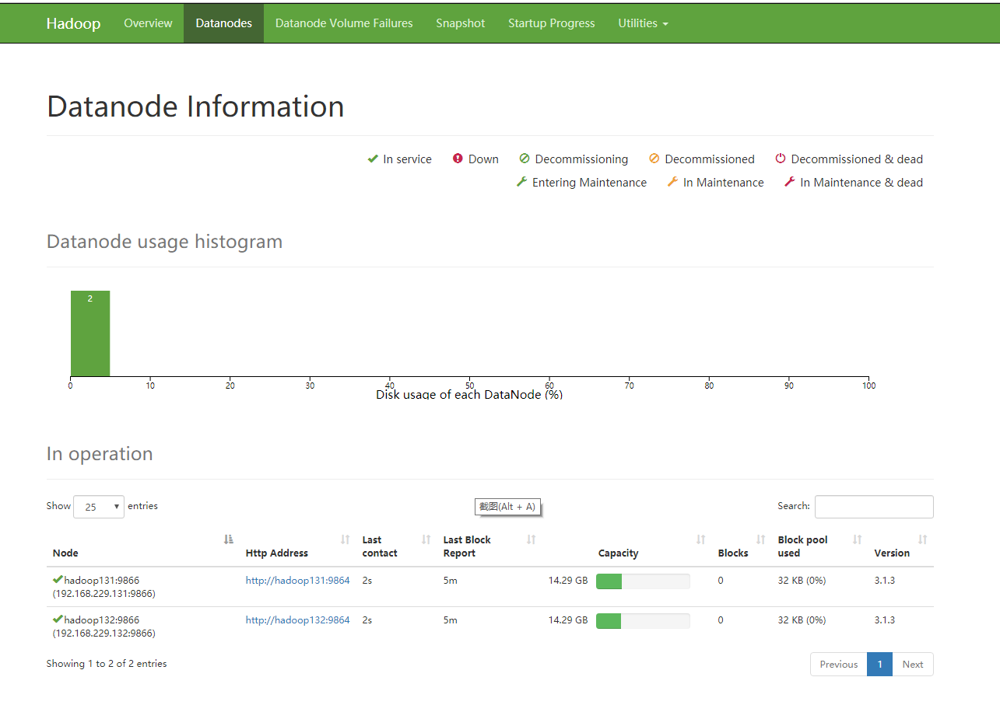 Hadoop Overview Datanodes Datanode Volume Failures Snapshot Startup Progress Utilities
Datanode Information
In service Down Decommissioning Decommissioned Decommissioned & dead
Entering Maintenance In Maintenance In Maintenance & dead
Datanode usage histogram
2
0 10 20 30 40 50 60 70 80 90 100
Disk usage of each DataNode (%)
In operation
Show 25 entries 截图(Alt + A) Search:
Node Http Address Last contact Last Block Report Capacity Blocks Block pool used Version
hadoop131:9866 http://hadoop131:9864 2s 5m 14.29 GB 0 32 KB (0%) 3.1.3
(192.168.229.131:9866)
hadoop132:9866 http://hadoop132:9864 2s 5m 14.29 GB 0 32 KB (0%) 3.1.3
(192.168.229.132:9866)
Showing 1 to 2 of 2 entries Previous 1 Next